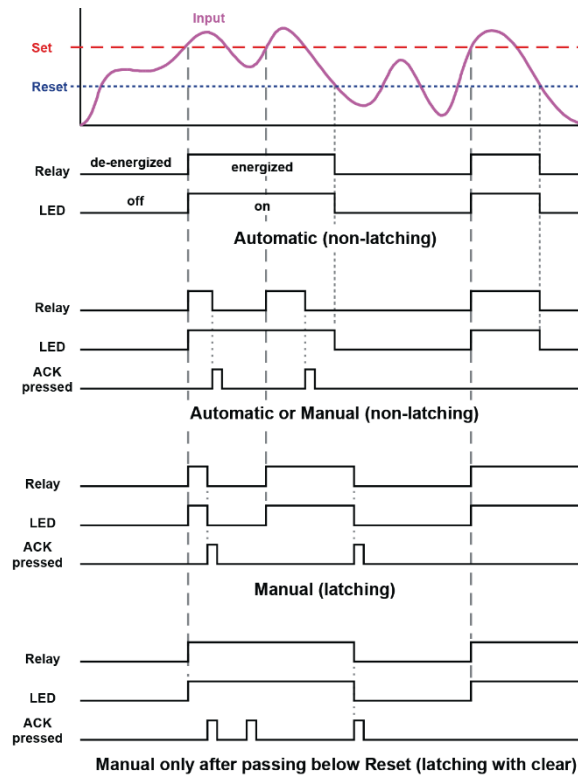 Input
Set
Reset
de-energized
energized
Relay
off
on
LED
Automatic (non-latching)
Relay
LED
ACK
pressed
Automatic or Manual (non-latching)
Relay
LED
ACK
pressed
Manual (latching)
Relay
LED
ACK
pressed
Manual only after passing below Reset (latching with clear)